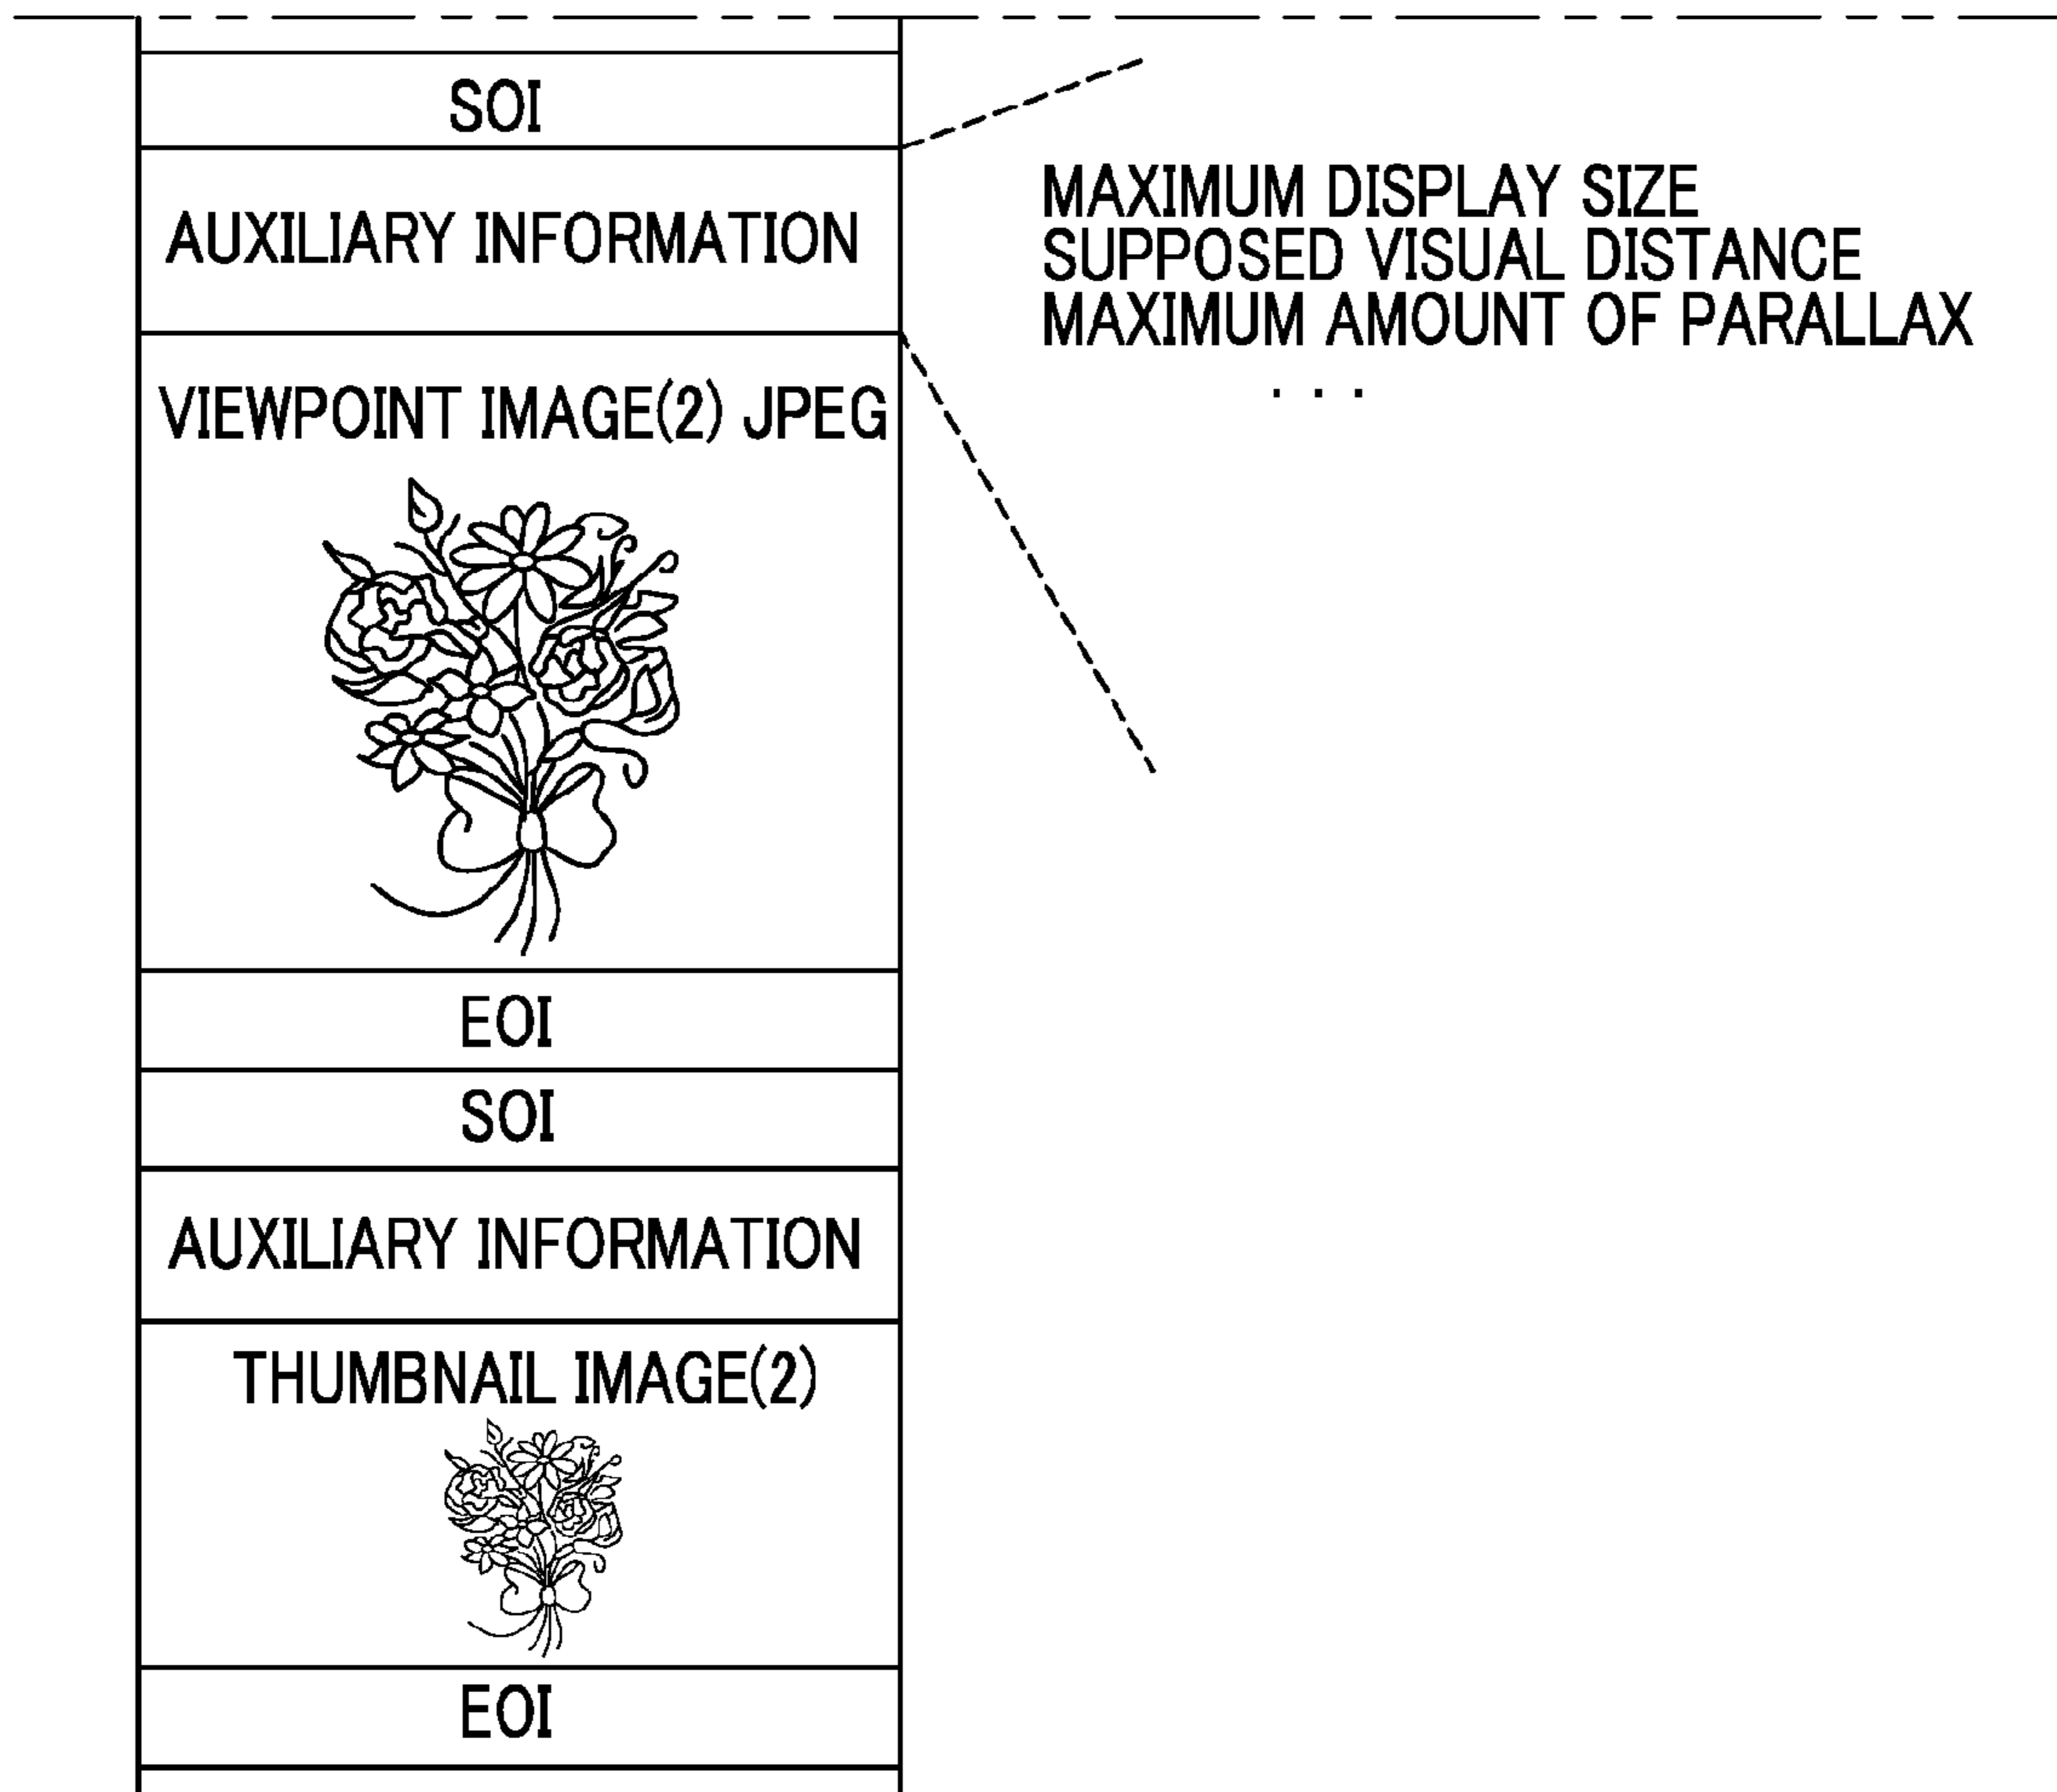 SOI
AUXILIARY INFORMATION
MAXIMUM DISPLAY SIZE
SUPPOSED VISUAL DISTANCE
MAXIMUM AMOUNT OF PARALLAX
. . .
VIEWPOINT IMAGE(2) JPEG
EOI
SOI
AUXILIARY INFORMATION
THUMBNAIL IMAGE(2)
EOI